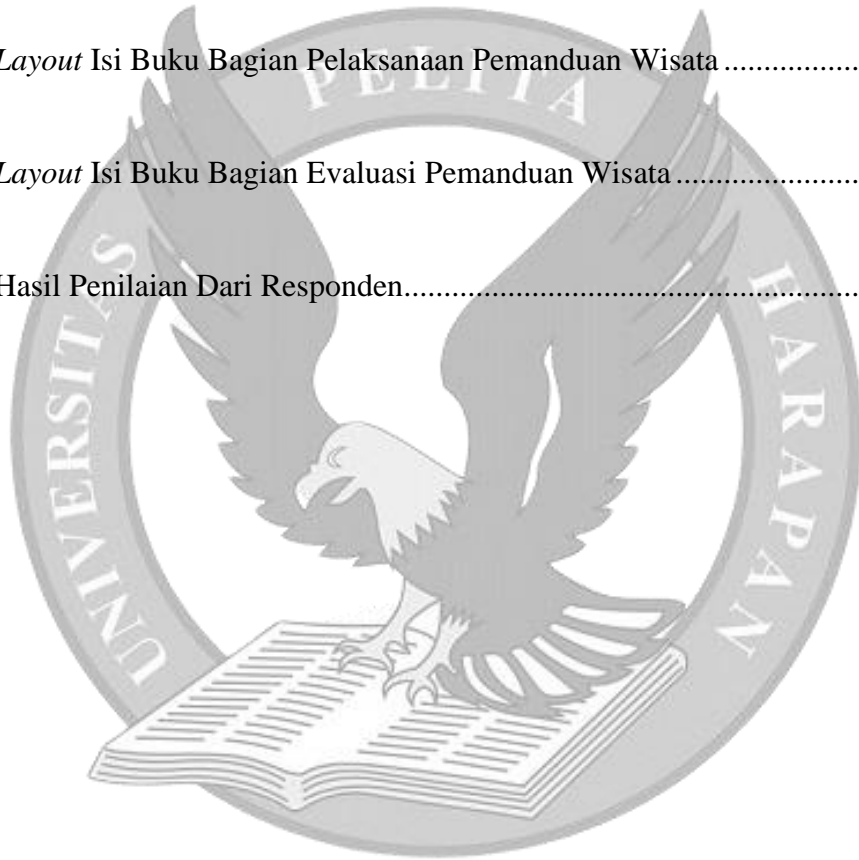 Layout Isi Buku Bagian Pelaksanaan Pemanduan Wisata .................
Layout Isi Buku Bagian Evaluasi Pemanduan Wisata .......................
Hasil Penilaian Dari Responden..........................................................
UNIVERSITAS PELITA HARAPAN